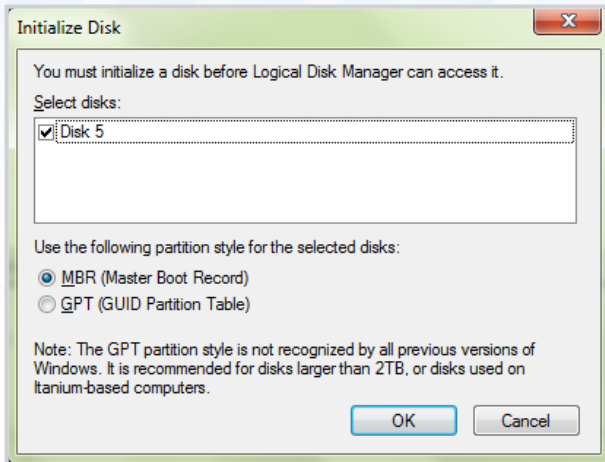 Initialize Disk
You must initialize a disk before Logical Disk Manager can access it.
Select disks:
Disk 5
Use the following partition style for the selected disks:
MBR (Master Boot Record)
GPT (GUID Partition Table)
Note: The GPT partition style is not recognized by all previous versions of
Windows. It is recommended for disks larger than 2TB, or disks used on
Itanium-based computers.
OK Cancel